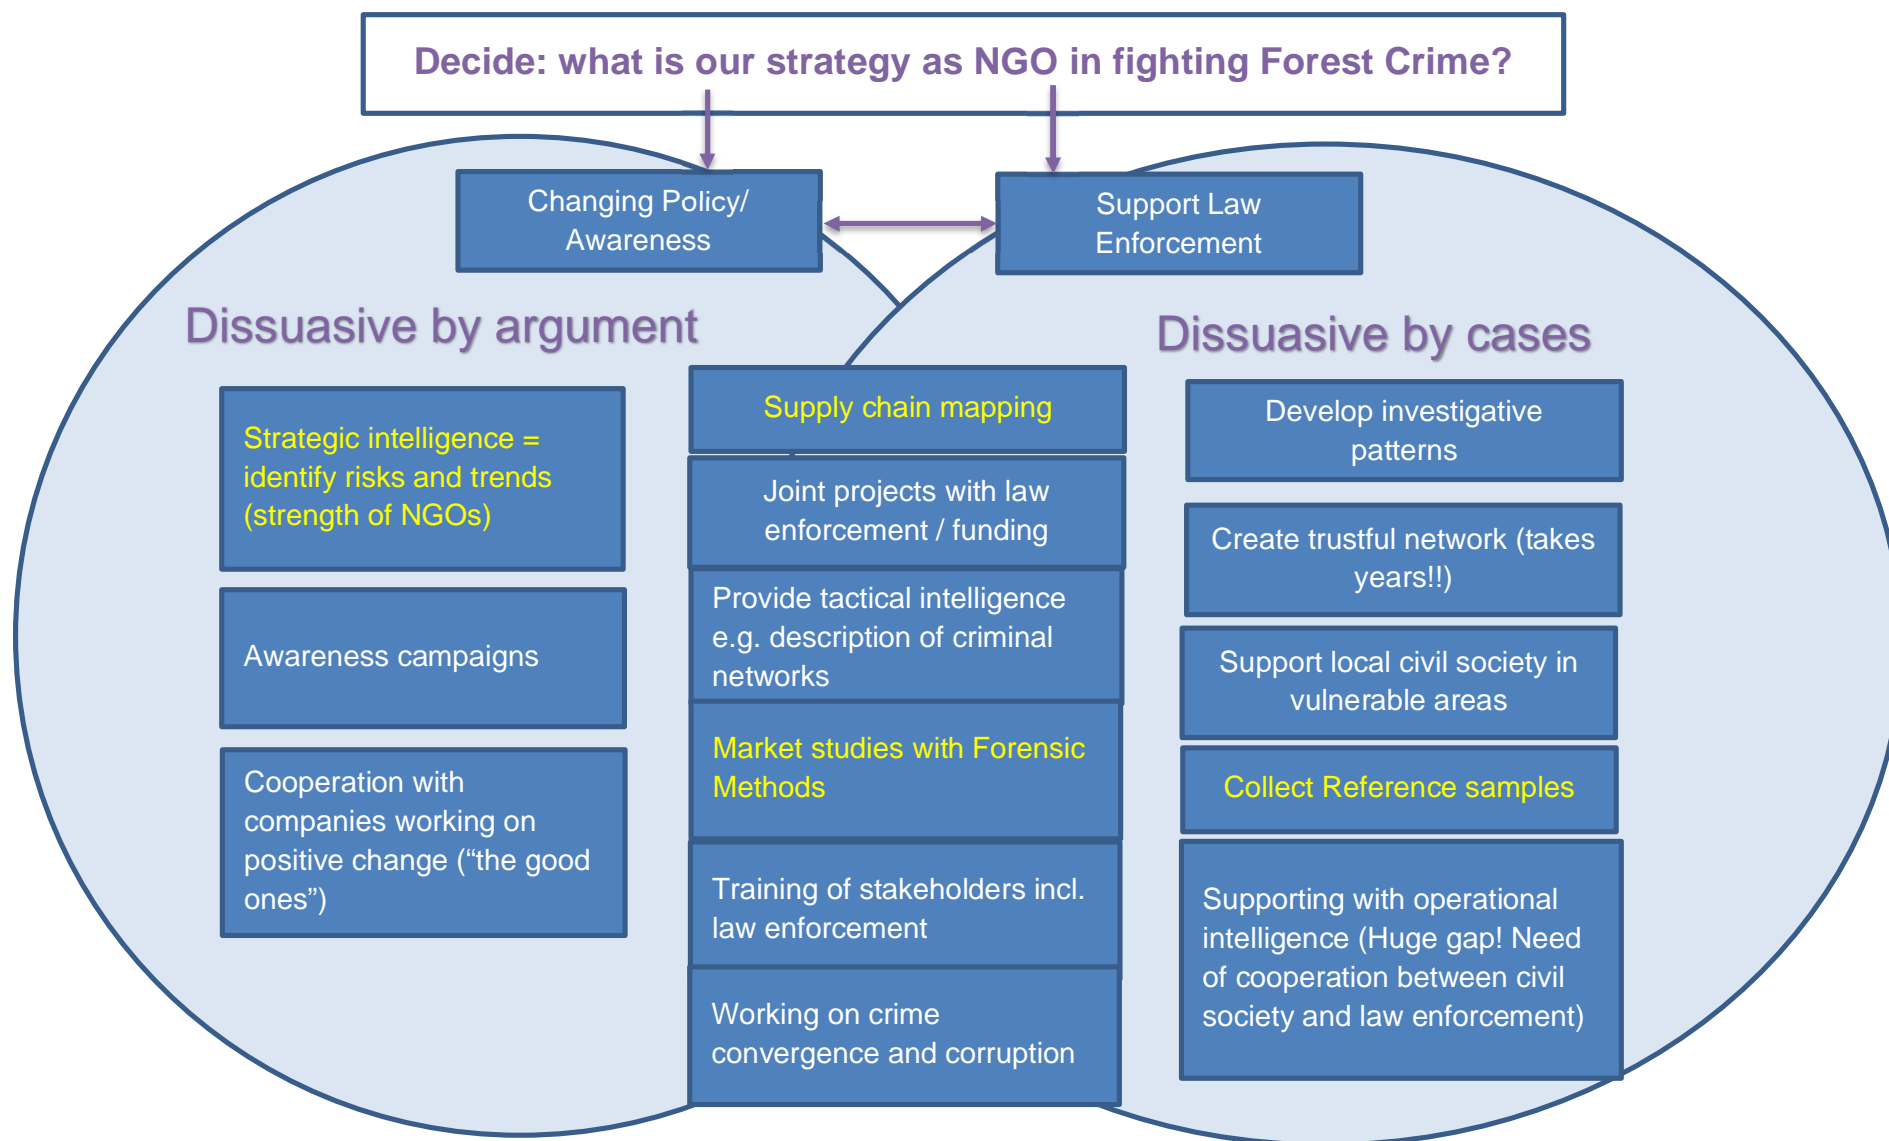 Decide: what is our strategy as NGO in fighting Forest Crime?
Changing Policy/
Awareness
Support Law
Enforcement
Dissuasive by argument
Dissuasive by cases
Strategic intelligence =
identify risks and trends
(strength of NGOs)
Awareness campaigns
Cooperation with
companies working on
positive change (“the good
ones”)
Supply chain mapping
Joint projects with law
enforcement / funding
Provide tactical intelligence
e.g. description of criminal
networks
Market studies with Forensic
Methods
Training of stakeholders incl.
law enforcement
Working on crime
convergence and corruption
Develop investigative
patterns
Create trustful network (takes
years!!)
Support local civil society in
vulnerable areas
Collect Reference samples
Supporting with operational
intelligence (Huge gap! Need
of cooperation between civil
society and law enforcement)